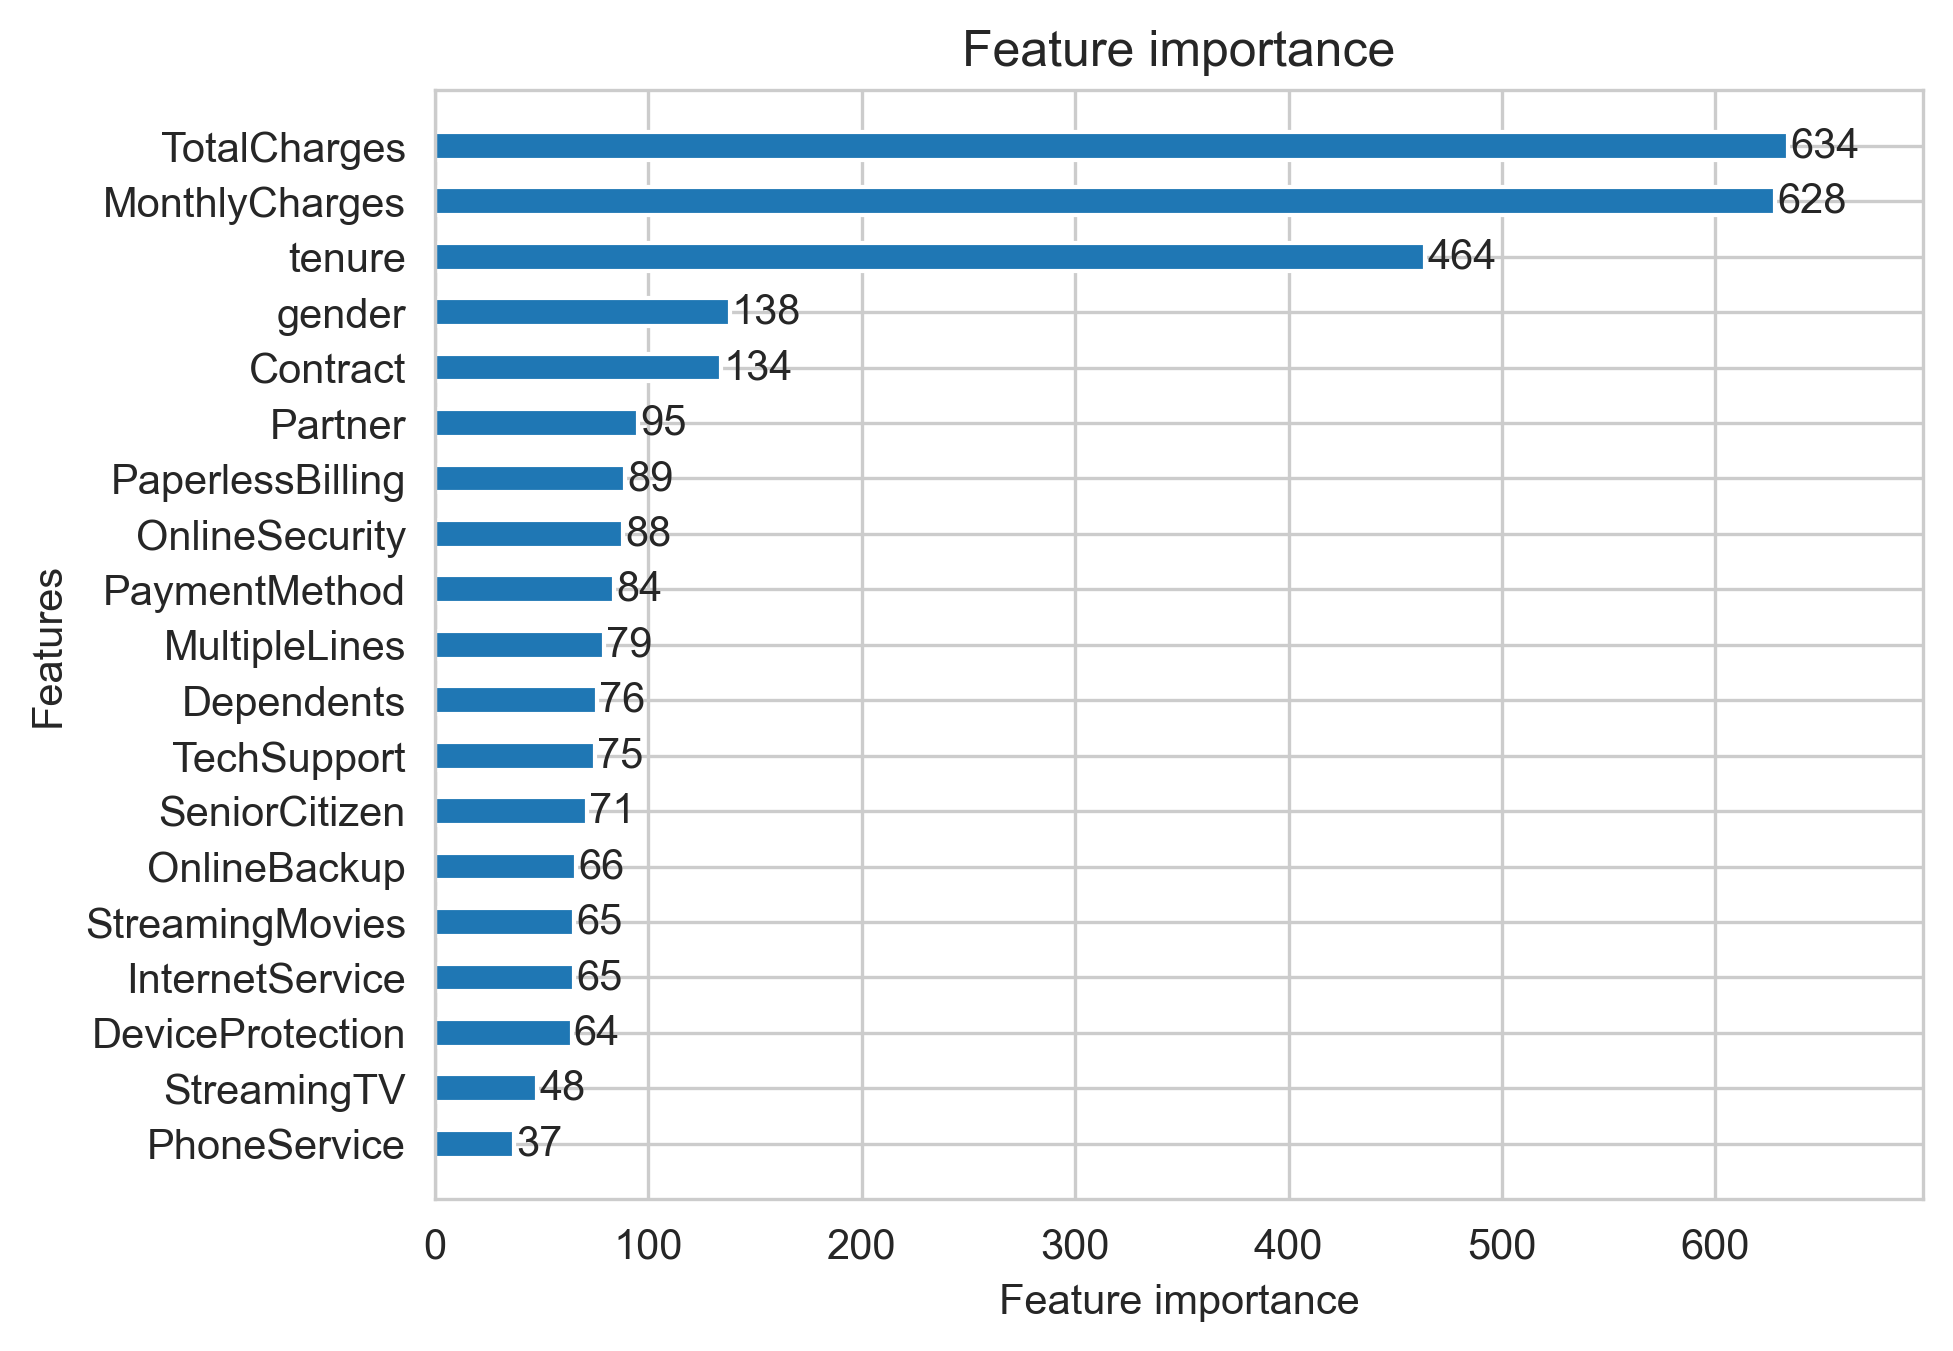 Feature importance
TotalCharges 634
MonthlyCharges 628
tenure 464
gender 138
Contract 134
Partner 95
PaperlessBilling 89
OnlineSecurity 88
PaymentMethod 84
MultipleLines 79
Dependents 76
TechSupport 75
SeniorCitizen 71
OnlineBackup 66
StreamingMovies 65
InternetService 65
DeviceProtection 64
StreamingTV 48
PhoneService 37
Features
0 100 200 300 400 500 600
Feature importance